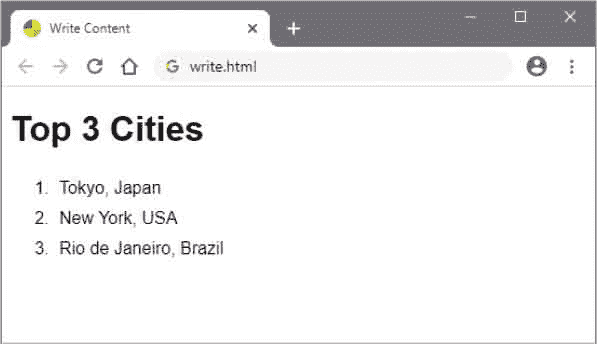 Write Content
write.html
Top 3 Cities
1. Tokyo, Japan
2. New York, USA
3. Rio de Janeiro, Brazil